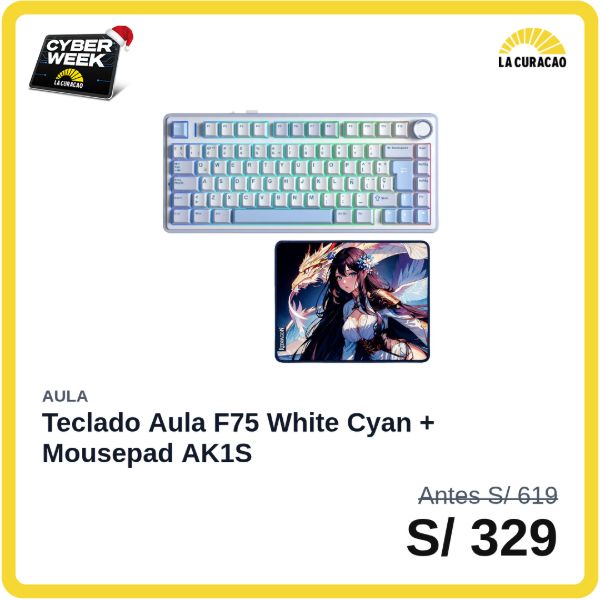 CYBER
WEEK
LA CURACAO
LA CURACAO
AULA
Teclado Aula F75 White Cyan +
Mousepad AK1S
Antes S/ 619
S/ 329